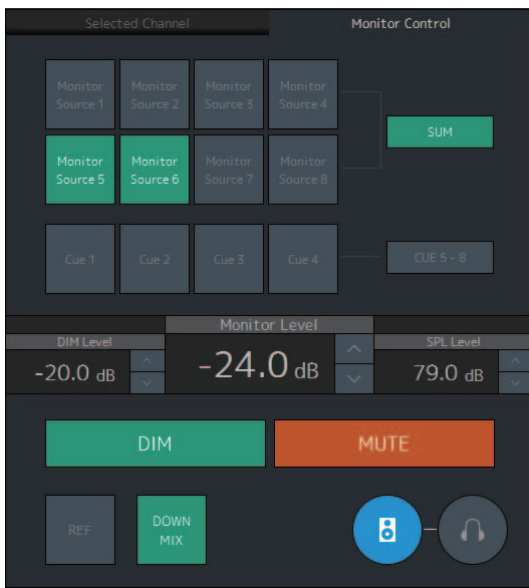 Selected Channel
Monitor Control
Monitor Source 1
Monitor Source 2
Monitor Source 3
Monitor Source 4
SUM
Monitor Source 5
Monitor Source 6
Monitor Source 7
Monitor Source 8
Cue 1
Cue 2
Cue 3
Cue 4
CUE 5 - 8
Monitor Level
DIM Level
SPL Level
-20.0 dB
-24.0 dB
79.0 dB
DIM
MUTE
REF
DOWN
MIX